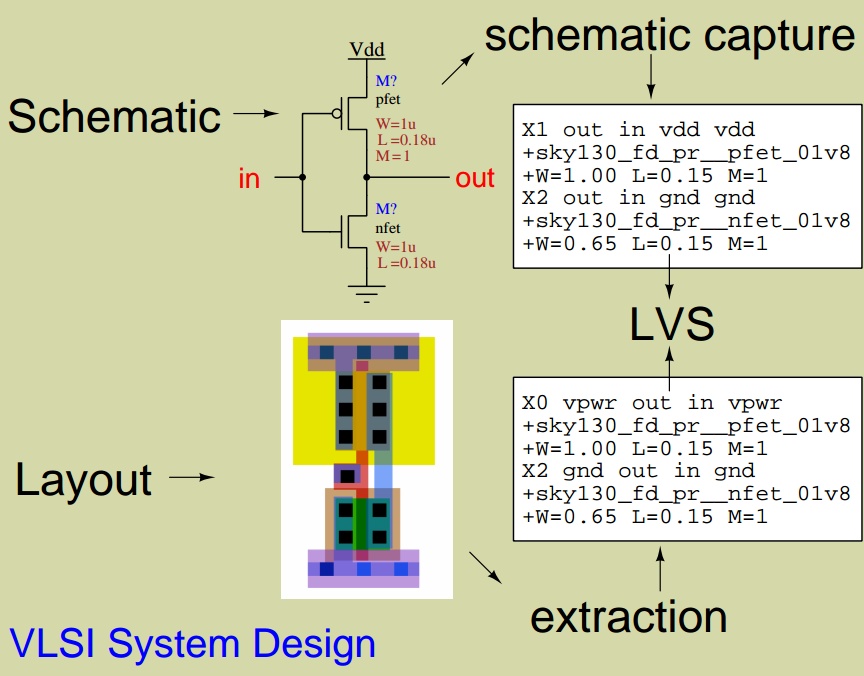 schematic capture
Vdd
M?
pfet
W=1u
L=0.18u
M=1
Schematic
in
out
M?
nfet
W=1u
L=0.18u
X1 out in vdd vdd
+sky130_fd_pr__pfet_01v8
+W=1.00 L=0.15 M=1
X2 out in gnd gnd
+sky130_fd_pr__nfet_01v8
+W=0.65 L=0.15 M=1
LVS
X0 vpwr out in vpwr
+sky130_fd_pr__pfet_01v8
+W=1.00 L=0.15 M=1
X2 gnd out in gnd
+sky130_fd_pr__nfet_01v8
+W=0.65 L=0.15 M=1
Layout
extraction
VLSI System Design